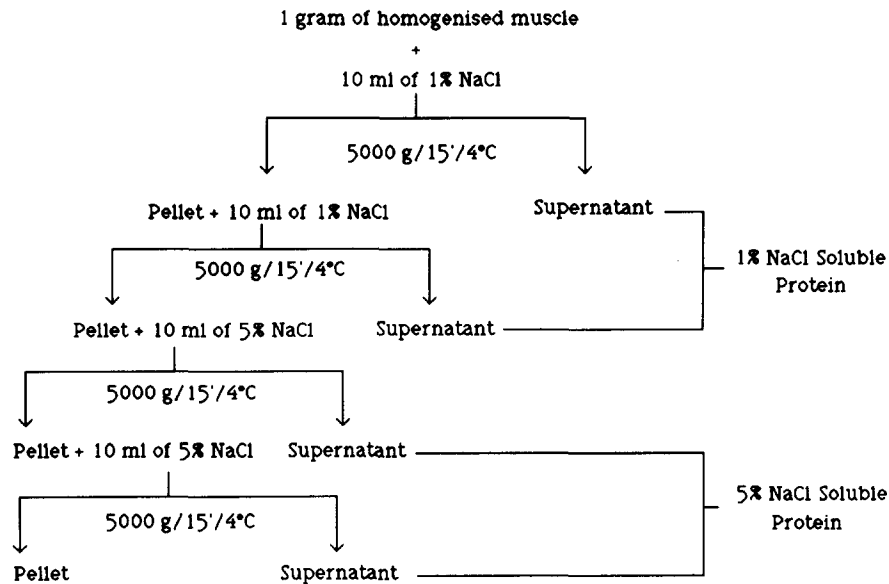 1 gram of homogenised muscle
+
10 ml of 1% NaCl
5000 g/15'/4°C
Pellet + 10 ml of 1% NaCl
Supernatant
5000 g/15'/4°C
1% NaCl Soluble
Protein
Pellet + 10 ml of 5% NaCl
Supernatant
5000 g/15'/4°C
Pellet + 10 ml of 5% NaCl
Supernatant
5000 g/15'/4°C
5% NaCl Soluble
Protein
Pellet
Supernatant